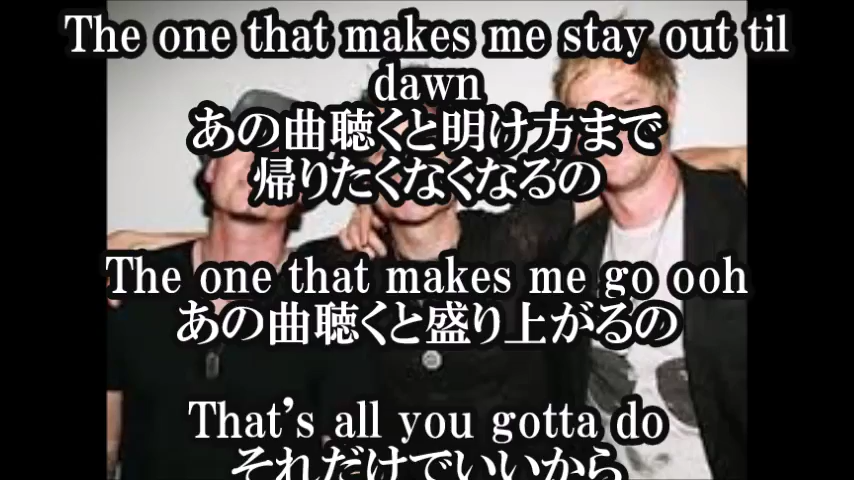 The one that makes me stay out til
dawn
あの曲聴くと明け方まで
帰りたくなくなるの
The one that makes me go ooh
あの曲聴くと盛り上がるの
That's all you gotta do
それだけでいいから